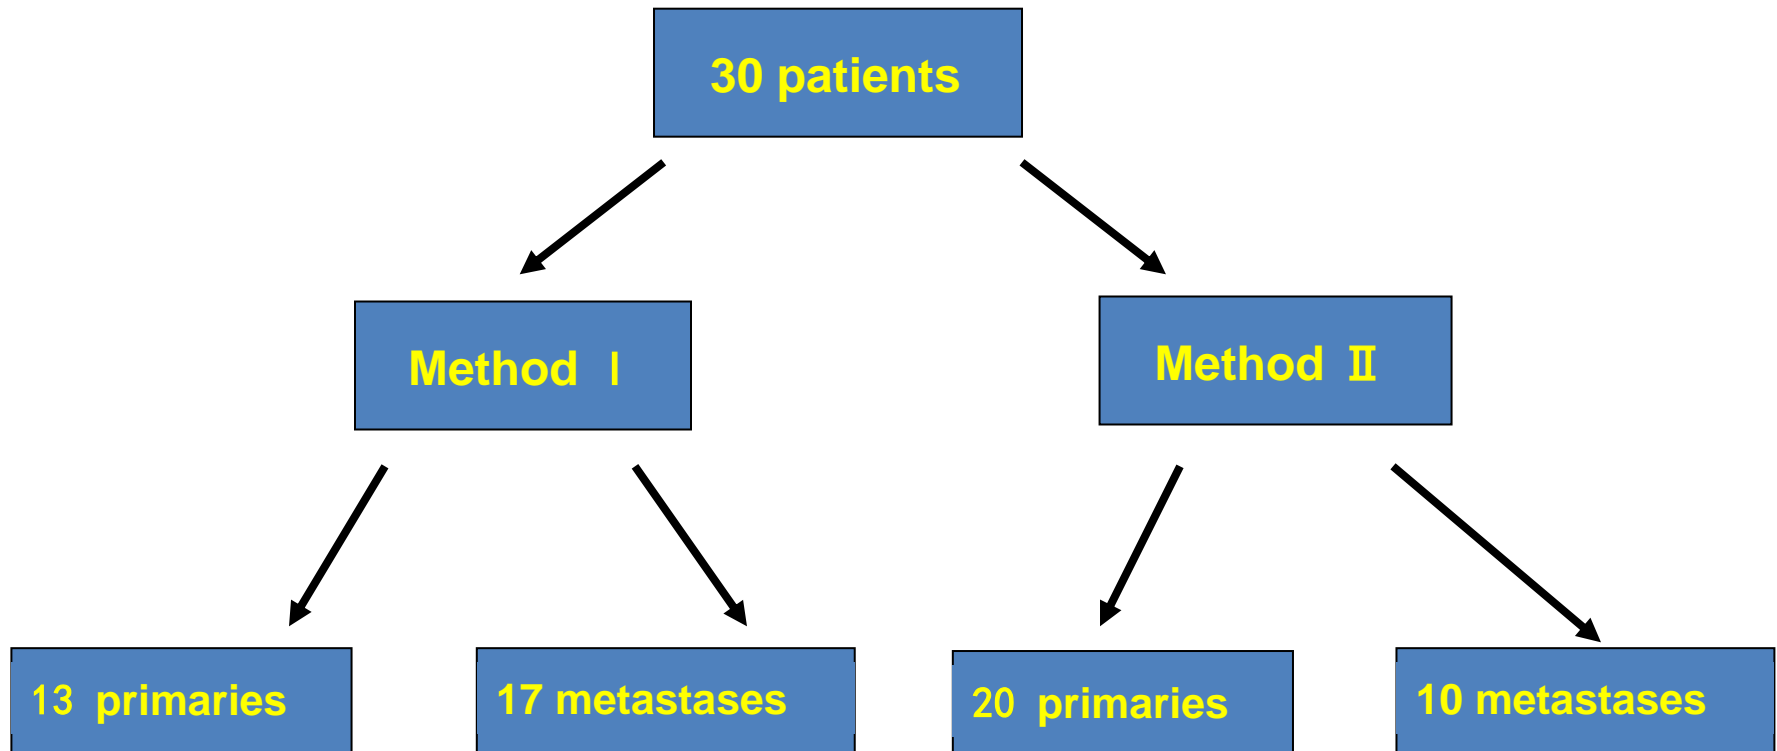 30 patients
Method Ⅰ
Method Ⅱ
13 primaries
17 metastases
20 primaries
10 metastases